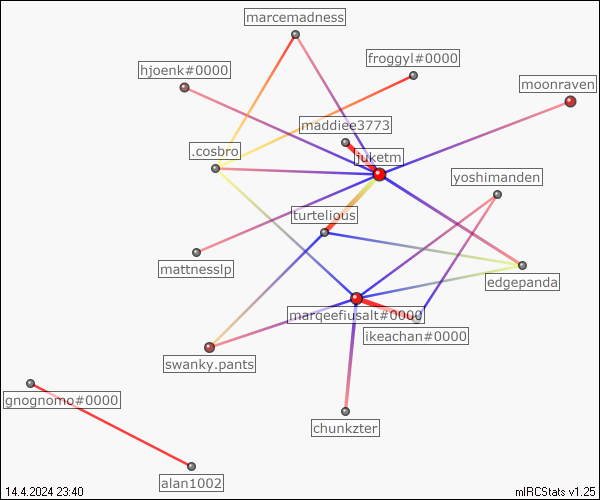 marcemadness
hjoenk#0000
froggyl#0000
moonraven
maddiee3773
.cosbro
juketm
yoshimanden
turtelious
mattnesslp
edgepanda
marqeefiusalt#0000
ikeachan#0000
swanky.pants
gnognomo#0000
chunkzter
alan1002
14.4.2024 23:40
mIRCStats v1.25